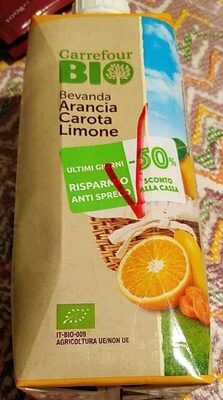 Carrefour
BIO
Bevanda
Arancia
Carota
Limone
ULTIMI GIORNI
RISPARMIO
ANTI SPRECO
-50%
SCONTO
ALLA CASSA
IT-BIO-009
AGRICOLTURA UE/NON UE